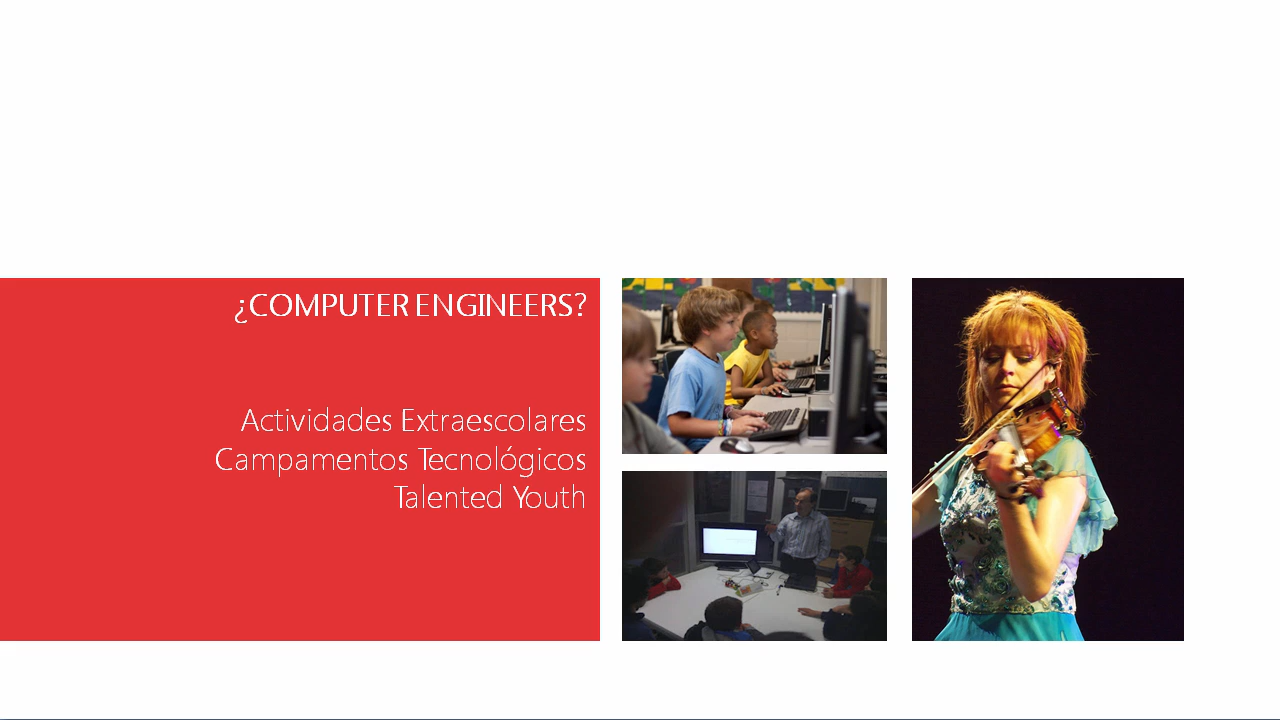 ¿COMPUTER ENGINEERS?
Actividades Extraescolares
Campamentos Tecnológicos
Talented Youth